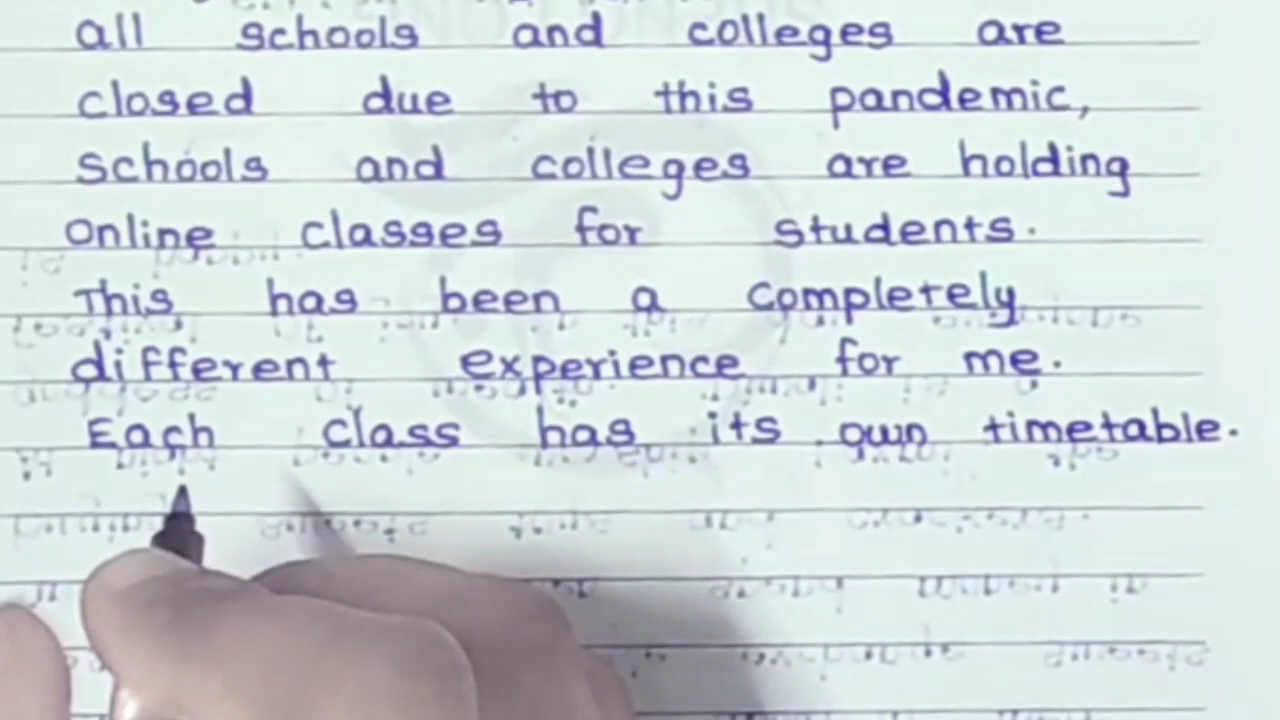 all schools and colleges are
closed due to this pandemic,
schools and colleges are holding
Online classes for students.
This has been a completely
different experience for me.
Each class has its own timetable.